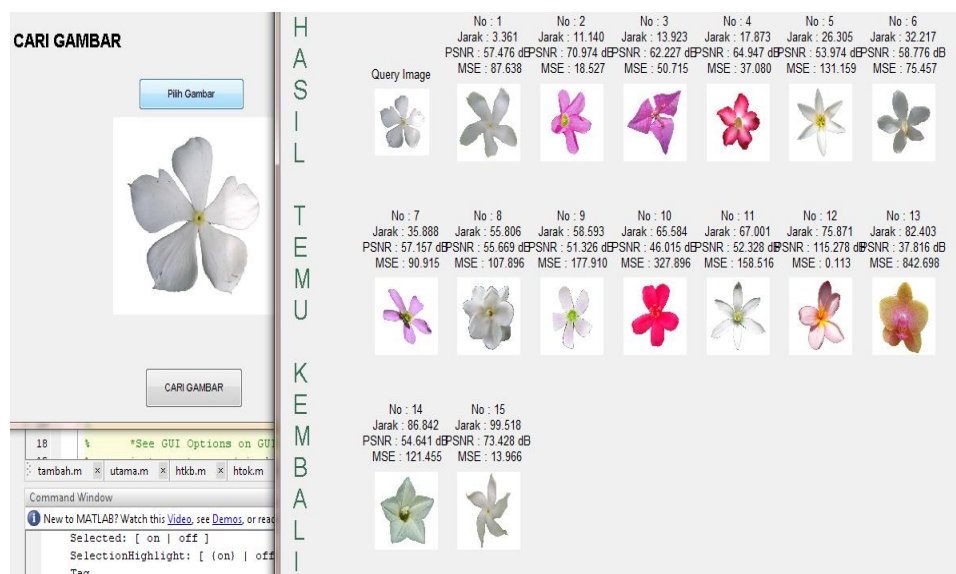 CARI GAMBAR
Pilih Gambar
CARI GAMBAR
18 % *See GUI Options on GUI
tambah.m × utama.m × htkb.m × htok.m
Command Window
New to MATLAB? Watch this Video, see Demos, or read
Selected: [ on | off ]
SelectionHighlight: [ {on} | off
Tag
HASIL TEMU KEMBALI
Query Image
No : 1
Jarak : 3.361
PSNR : 57.476 dB
MSE : 87.638
No : 2
Jarak : 11.140
PSNR : 70.974 dB
MSE : 18.527
No : 3
Jarak : 13.923
PSNR : 62.227 dB
MSE : 50.715
No : 4
Jarak : 17.873
PSNR : 64.947 dB
MSE : 37.080
No : 5
Jarak : 26.305
PSNR : 53.974 dB
MSE : 131.159
No : 6
Jarak : 32.217
PSNR : 58.776 dB
MSE : 75.457
No : 7
Jarak : 35.888
PSNR : 57.157 dB
MSE : 90.915
No : 8
Jarak : 55.806
PSNR : 55.669 dB
MSE : 107.896
No : 9
Jarak : 58.593
PSNR : 51.326 dB
MSE : 177.910
No : 10
Jarak : 65.584
PSNR : 46.015 dB
MSE : 327.896
No : 11
Jarak : 67.001
PSNR : 52.328 dB
MSE : 158.516
No : 12
Jarak : 75.871
PSNR : 115.278 dB
MSE : 0.113
No : 13
Jarak : 82.403
PSNR : 37.816 dB
MSE : 842.698
No : 14
Jarak : 86.842
PSNR : 54.641 dB
MSE : 121.455
No : 15
Jarak : 99.518
PSNR : 73.428 dB
MSE : 13.966